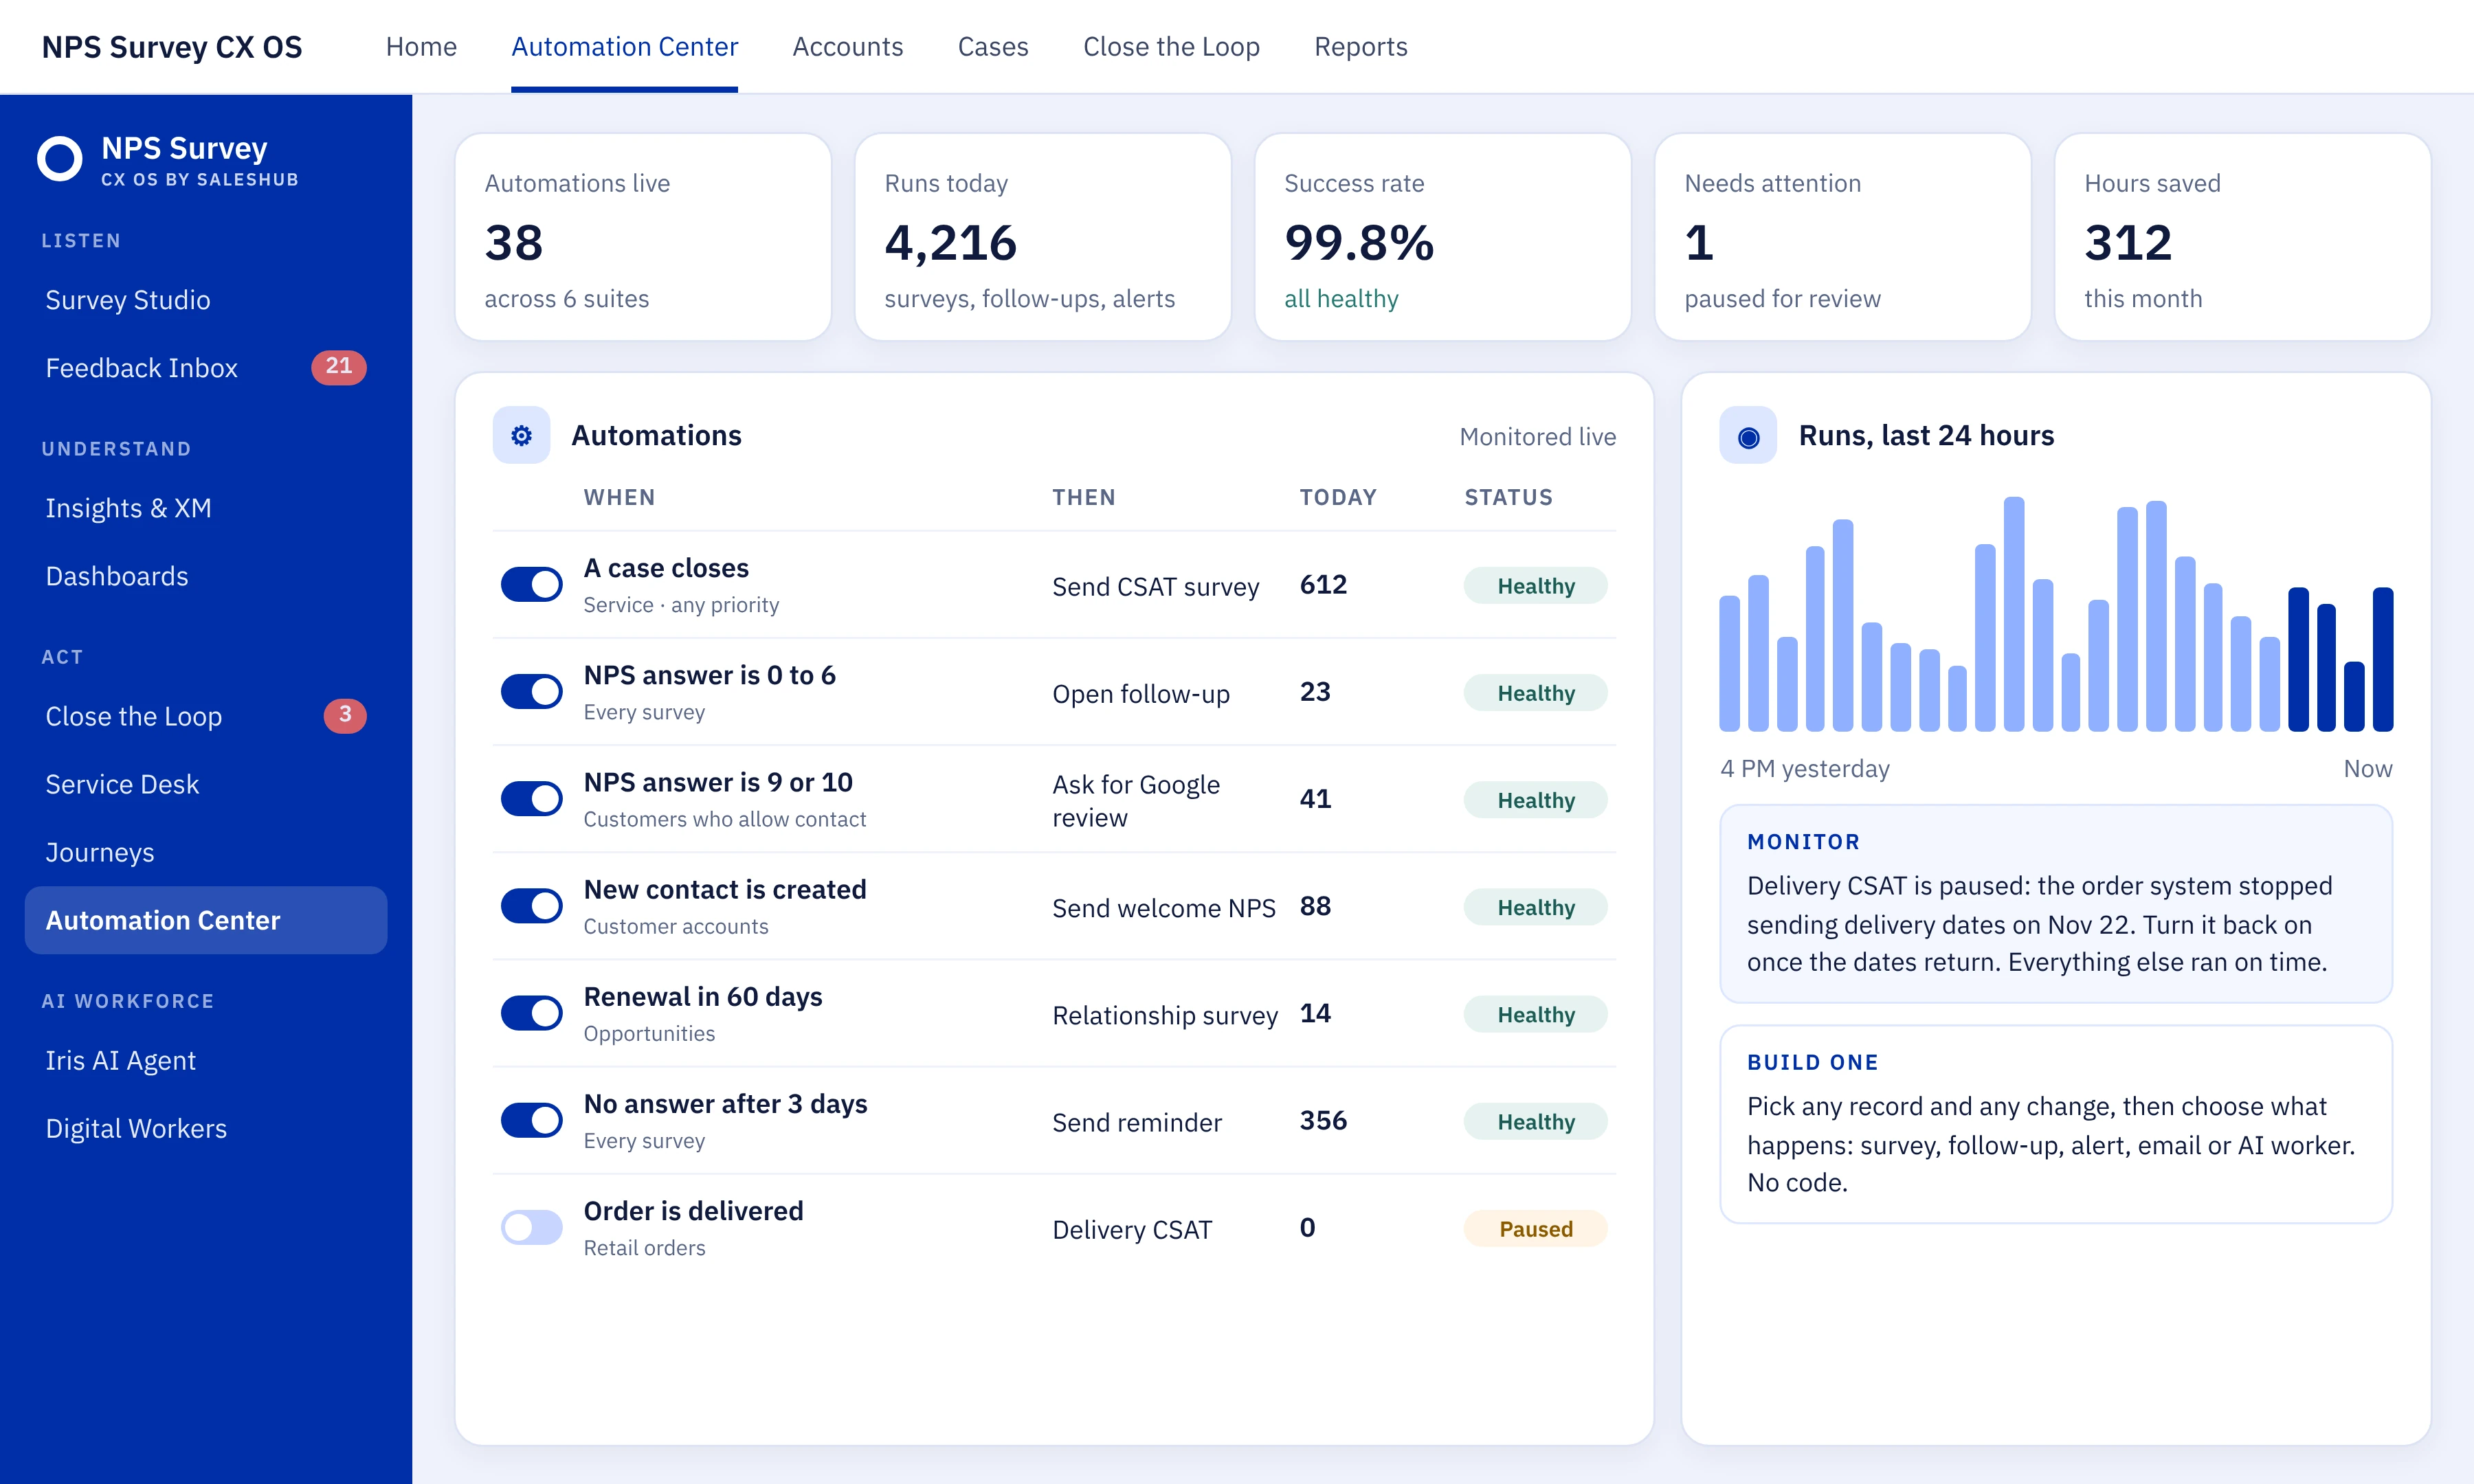 NPS Survey CX OS
Home
Automation Center
Accounts
Cases
Close the Loop
Reports
NPS Survey
CX OS BY SALESHUB
LISTEN
Survey Studio
Feedback Inbox
21
UNDERSTAND
Insights & XM
Dashboards
ACT
Close the Loop
3
Service Desk
Journeys
Automation Center
AI WORKFORCE
Iris AI Agent
Digital Workers
Automations live
38
across 6 suites
Runs today
4,216
surveys, follow-ups, alerts
Success rate
99.8%
all healthy
Needs attention
1
paused for review
Hours saved
312
this month
Automations
Monitored live
WHEN
THEN
TODAY
STATUS
A case closes
Service · any priority
Send CSAT survey
612
Healthy
NPS answer is 0 to 6
Every survey
Open follow-up
23
Healthy
NPS answer is 9 or 10
Customers who allow contact
Ask for Google
review
41
Healthy
New contact is created
Customer accounts
Send welcome NPS
88
Healthy
Renewal in 60 days
Opportunities
Relationship survey
14
Healthy
No answer after 3 days
Every survey
Send reminder
356
Healthy
Order is delivered
Retail orders
Delivery CSAT
0
Paused
Runs, last 24 hours
4 PM yesterday
Now
MONITOR
Delivery CSAT is paused: the order system stopped
sending delivery dates on Nov 22. Turn it back on
once the dates return. Everything else ran on time.
BUILD ONE
Pick any record and any change, then choose what
happens: survey, follow-up, alert, email or AI worker.
No code.